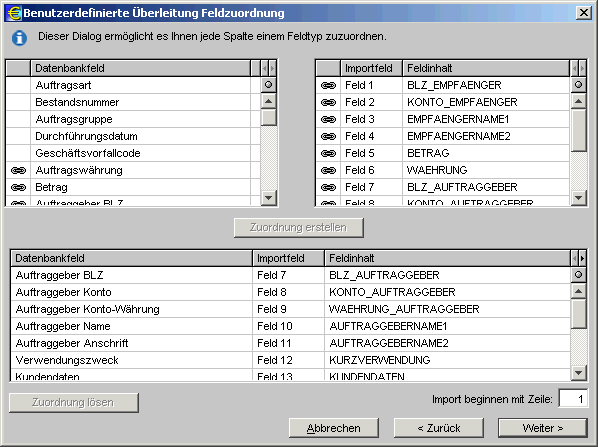 Benutzerdefinierte Überleitung Feldzuordnung
Dieser Dialog ermöglicht es Ihnen jede Spalte einem Feldtyp zuzuordnen.
Datenbankfeld
Auftragsart
Bestandsnummer
Auftragsgruppe
Durchführungsdatum
Geschäftsvorfallcode
Auftragswährung
Betrag
Auftraggeber BLZ
Importfeld Feldinhalt
Feld 1 BLZ_EMPFAENGER
Feld 2 KONTO_EMPFAENGER
Feld 3 EMPFAENGERNAME1
Feld 4 EMPFAENGERNAME2
Feld 5 BETRAG
Feld 6 WAEHRUNG
Feld 7 BLZ_AUFTRAGGEBER
Feld 8 KONTO_AUFTRAGGEBER
Zuordnung erstellen
Datenbankfeld Importfeld Feldinhalt
Auftraggeber BLZ Feld 7 BLZ_AUFTRAGGEBER
Auftraggeber Konto Feld 8 KONTO_AUFTRAGGEBER
Auftraggeber Konto-Währung Feld 9 WAEHRUNG_AUFTRAGGEBER
Auftraggeber Name Feld 10 AUFTRAGGEBERNAME1
Auftraggeber Anschrift Feld 11 AUFTRAGGEBERNAME2
Verwendungszweck Feld 12 KURZVERWENDUNG
Kundendaten Feld 13 KUNDENDATEN
Zuordnung lösen
Import beginnen mit Zeile: 1
Abbrechen < Zurück Weiter >